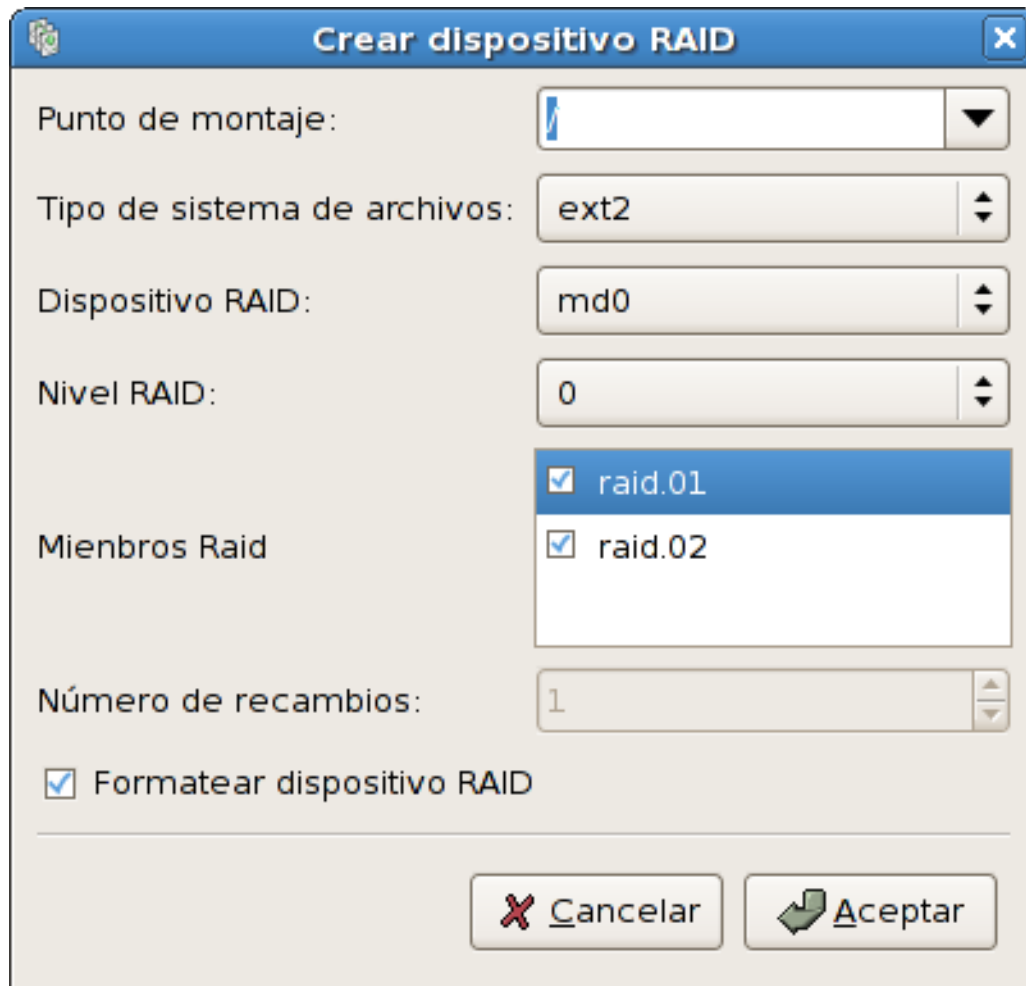 Crear dispositivo RAID
Punto de montaje: /
Tipo de sistema de archivos: ext2
Dispositivo RAID: md0
Nivel RAID: 0
raid.01
Mienbros Raid raid.02
Número de recambios: 1
Formatear dispositivo RAID
Cancelar Aceptar